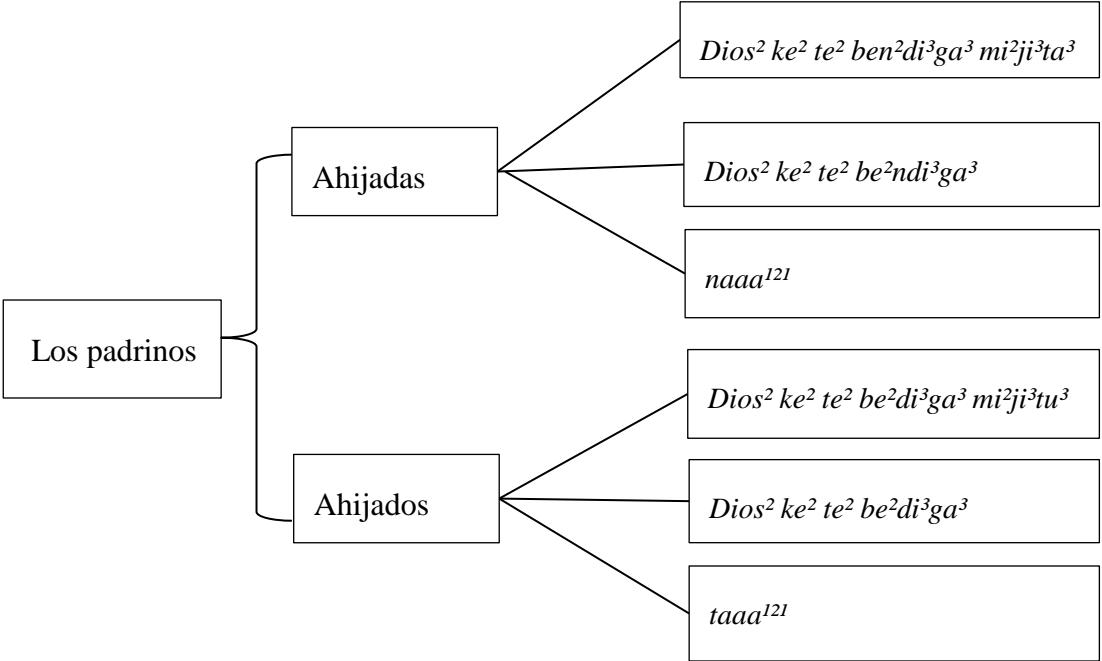 Los padrinos
Ahijadas
Dios² ke² te² ben²di³ga³ mi²ji³ta³
Dios² ke² te² be²ndi³ga³
naaa¹²¹
Ahijados
Dios² ke² te² be²di³ga³ mi²ji³tu³
Dios² ke² te² be²di³ga³
taaa¹²¹